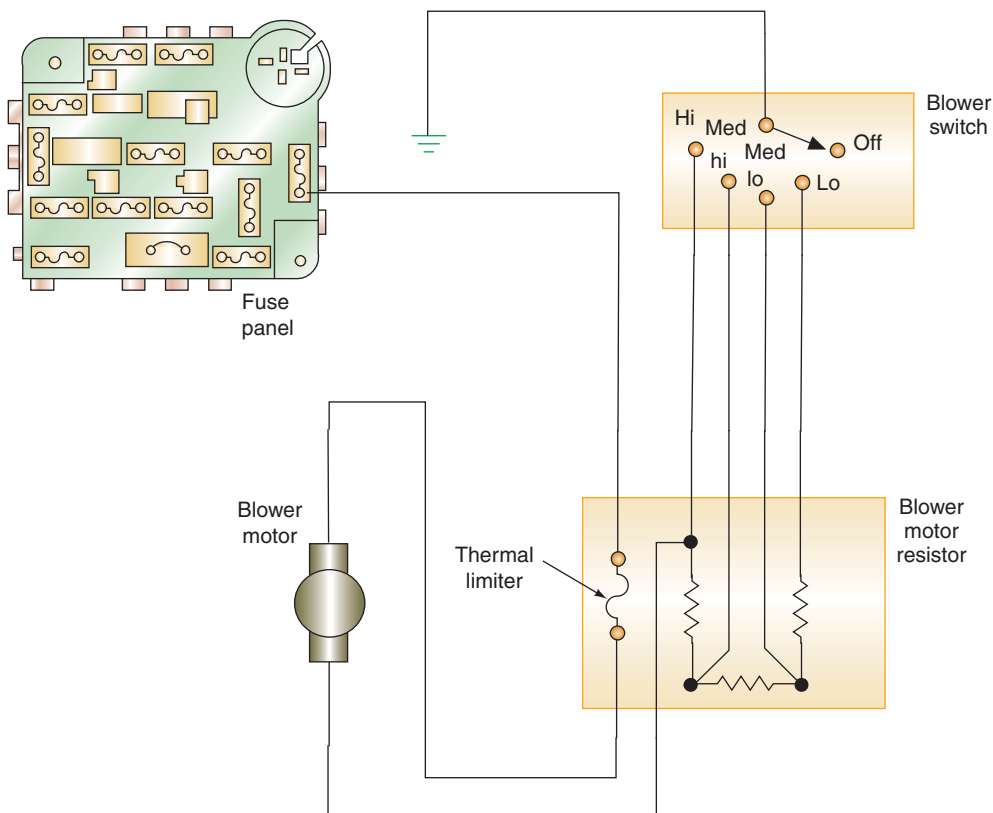 Blower
switch
Hi
Med
hi
Med
lo
Off
Lo
Fuse
panel
Blower
motor
Thermal
limiter
Blower
motor
resistor